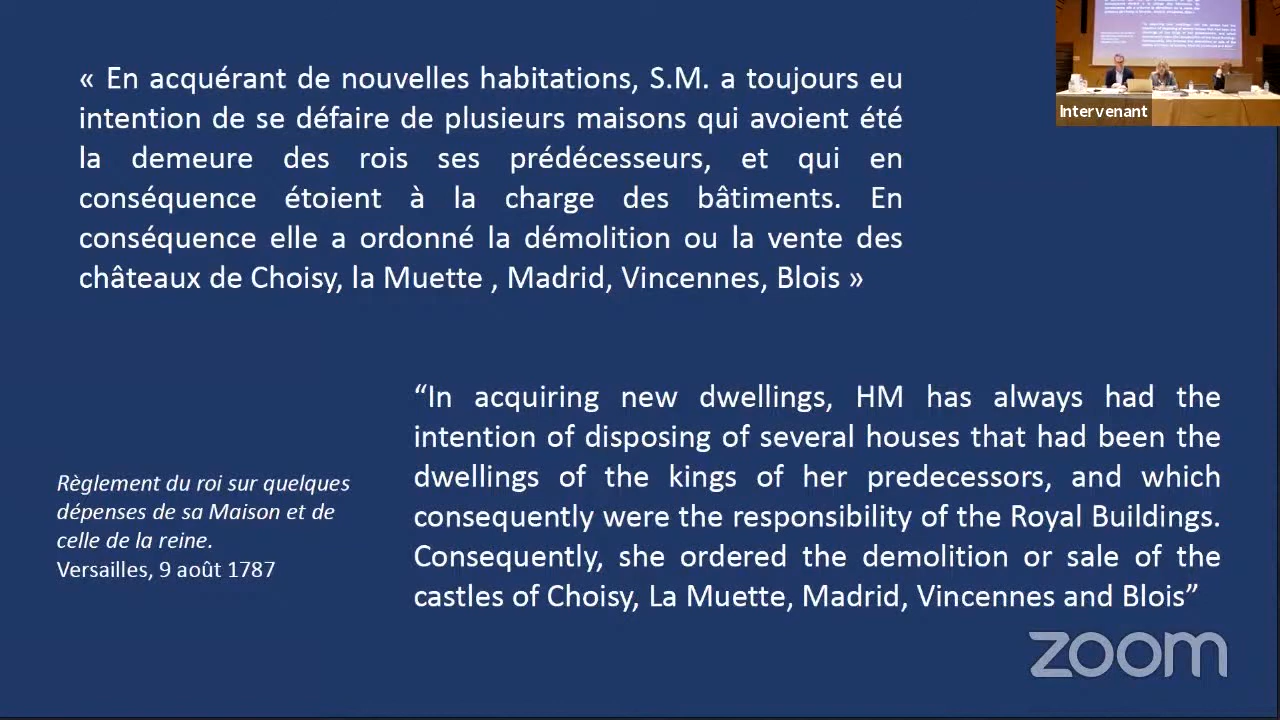 « En acquérant de nouvelles habitations, S.M. a toujours eu
intention de se défaire de plusieurs maisons qui avoient été
la demeure des rois ses prédécesseurs, et qui en
conséquence étoient à la charge des bâtiments. En
conséquence elle a ordonné la démolition ou la vente des
châteaux de Choisy, la Muette , Madrid, Vincennes, Blois »
Intervenant
“In acquiring new dwellings, HM has always had the
intention of disposing of several houses that had been the
dwellings of the kings of her predecessors, and which
consequently were the responsibility of the Royal Buildings.
Consequently, she ordered the demolition or sale of the
castles of Choisy, La Muette, Madrid, Vincennes and Blois”
Règlement du roi sur quelques
dépenses de sa Maison et de
celle de la reine.
Versailles, 9 août 1787
zoom